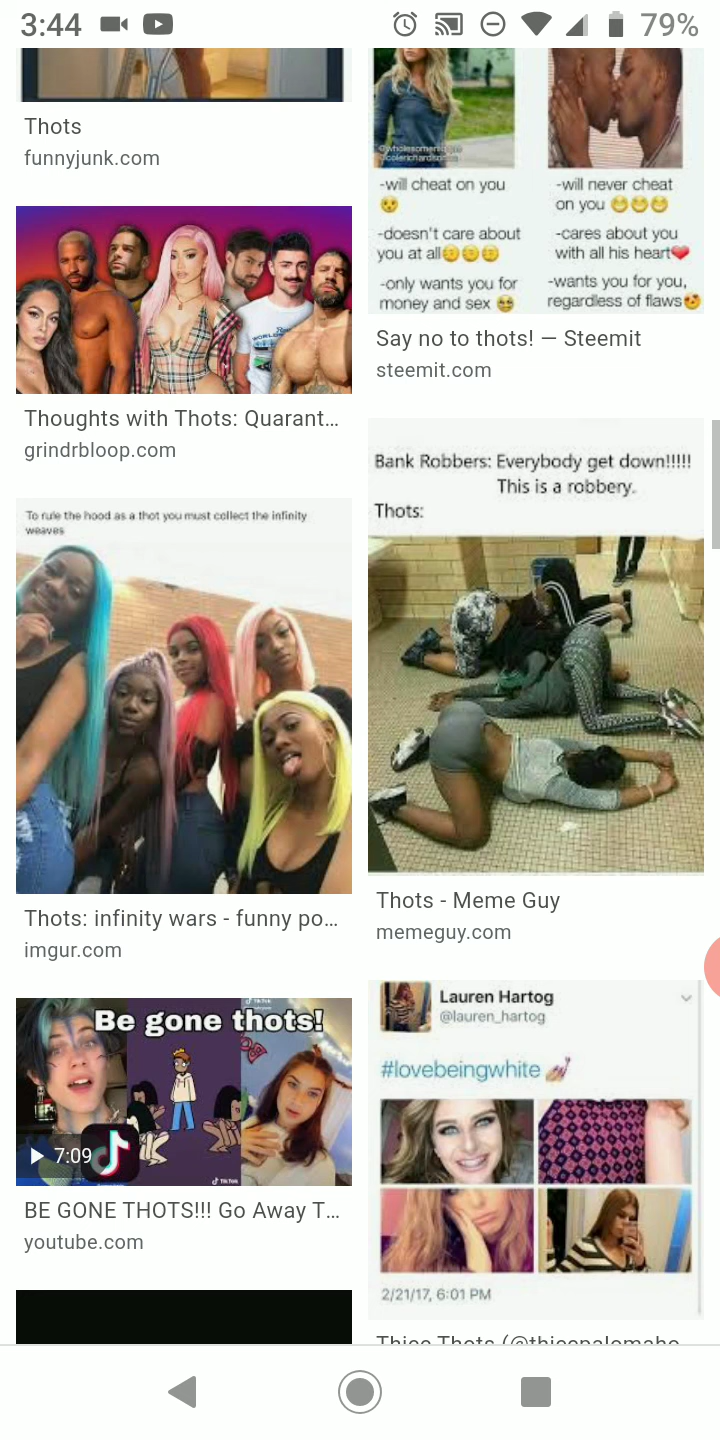 3:44
79%
Thots
funnyjunk.com
Thoughts with Thots: Quarant...
grindrbloop.com
To rule the hood as a thot you must collect the infinity
weaves
Thots: infinity wars - funny po...
imgur.com
Be gone thots!
TikTok
7:09
TikTok
BE GONE THOTS!!! Go Away T...
youtube.com
-will cheat on you
😟
-doesn't care about
you at all😔😔😔
-only wants you for
money and sex 😢
-will never cheat
on you 😁😁😁
-cares about you
with all his heart❤️
-wants you for you,
regardless of flaws😍
Say no to thots! — Steemit
steemit.com
Bank Robbers: Everybody get down!!!!!
This is a robbery.
Thots:
Thots - Meme Guy
memeguy.com
Lauren Hartog
@lauren_hartog
#lovebeingwhite 💅🏼
2/21/17, 6:01 PM